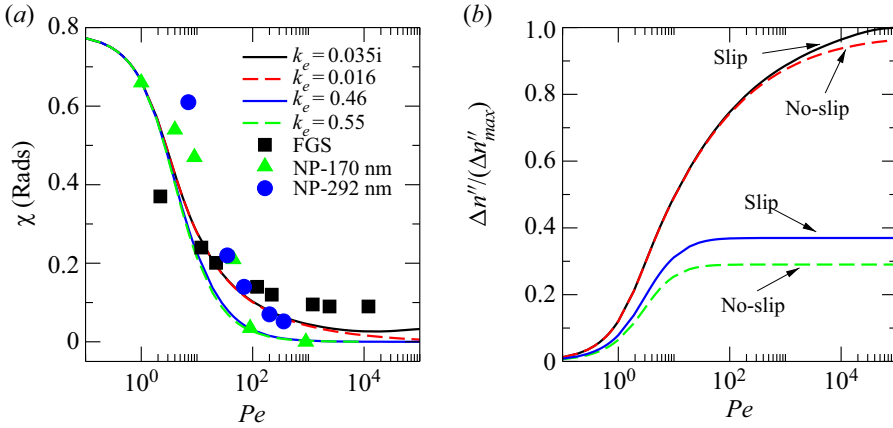 (a)
0.8
0.6
0.4
0.2
0
χ (Rads)
k_e = 0.035i
k_e = 0.016
k_e = 0.46
k_e = 0.55
FGS
NP-170 nm
NP-292 nm
10^0
10^2
10^4
Pe
(b)
1.0
0.8
0.6
0.4
0.2
0
Δn″/(Δn″_max)
Slip
No-slip
Slip
No-slip
10^0
10^2
10^4
Pe